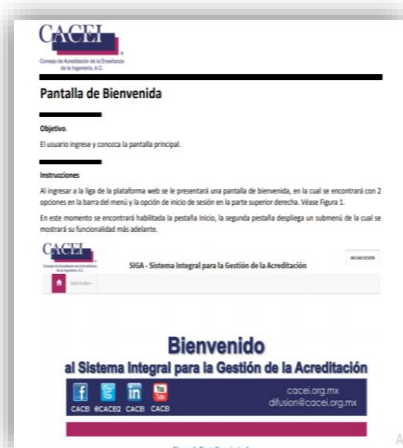 CACEI
Consejo de Acreditación de la Enseñanza
de la Ingeniería, A.C.
Pantalla de Bienvenida
Objetivo.
El usuario ingrese y conozca la pantalla principal.
Instrucciones
Al ingresar a la liga de la plataforma web se le presentará una pantalla de bienvenida, en la cual se encontrará con 2
opciones en la barra del menú y la opción de inicio de sesión en la parte superior derecha. Véase Figura 1.
En este momento se encontrará habilitada la pestaña Inicio, la segunda pestaña despliega un submenú de la cual se
mostrará su funcionalidad más adelante.
CACEI
SIGA - Sistema Integral para la Gestión de la Acreditación
INICIAR SESIÓN
Bienvenido
al Sistema Integral para la Gestión de la Acreditación
CACEI @CACEI2 CACEI CACEI
cacei.org.mx
difusion@cacei.org.mx